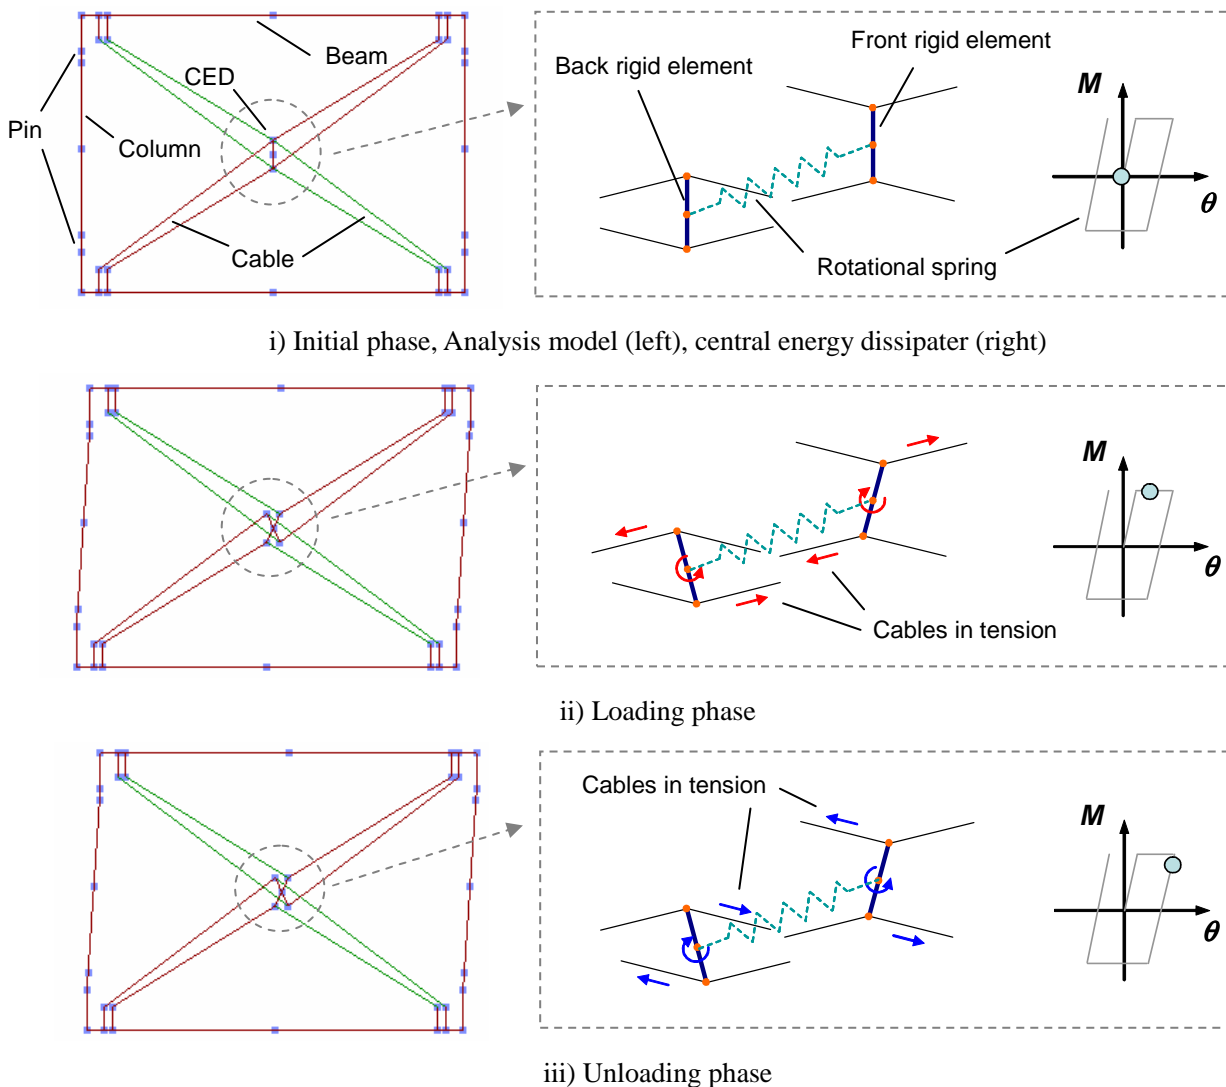 Beam
CED
Pin
Column
Cable
Back rigid element
Front rigid element
Rotational spring
M
θ
i) Initial phase, Analysis model (left), central energy dissipater (right)
M
θ
Cables in tension
ii) Loading phase
Cables in tension
M
θ
iii) Unloading phase